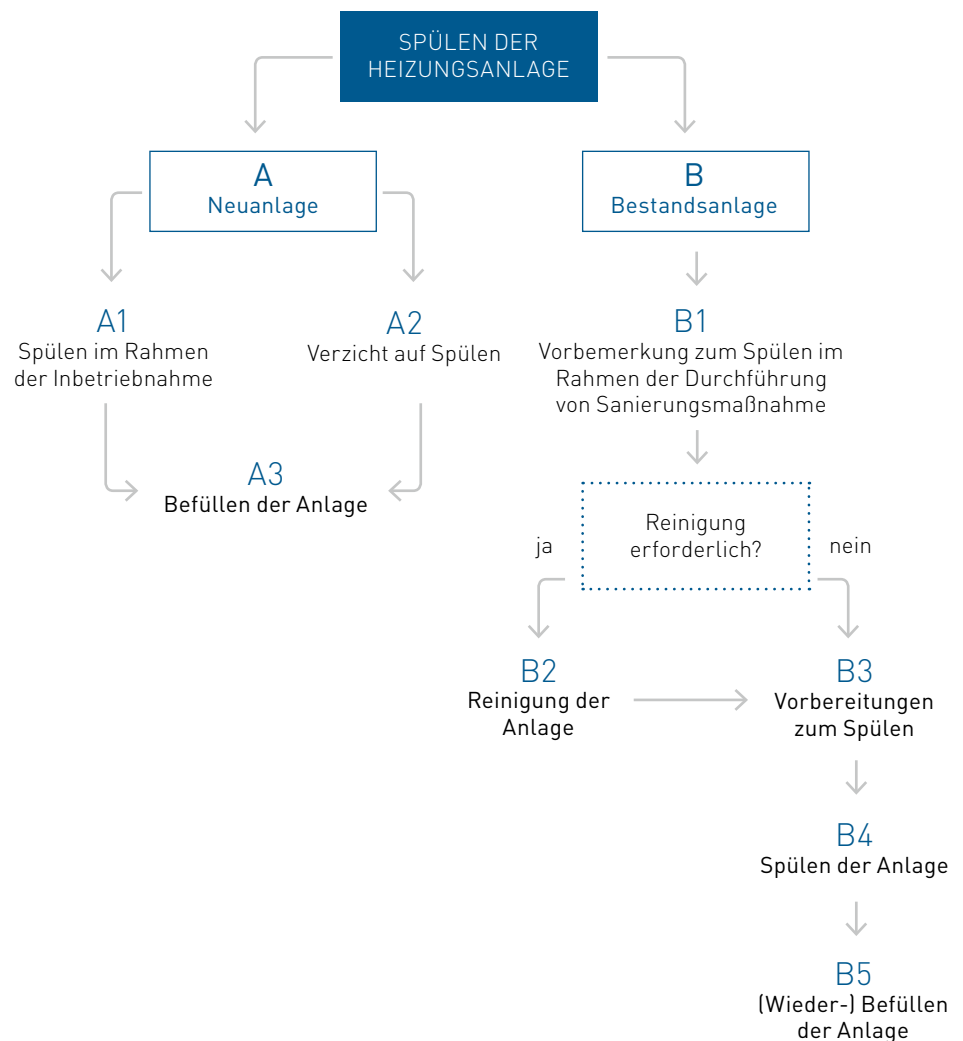 SPÜLEN DER
HEIZUNGSANLAGE
A
Neuanlage
B
Bestandsanlage
A1
Spülen im Rahmen
der Inbetriebnahme
A2
Verzicht auf Spülen
B1
Vorbemerkung zum Spülen im
Rahmen der Durchführung
von Sanierungsmaßnahme
A3
Befüllen der Anlage
Reinigung
erforderlich?
ja
nein
B2
Reinigung der
Anlage
B3
Vorbereitungen
zum Spülen
B4
Spülen der Anlage
B5
(Wieder-) Befüllen
der Anlage